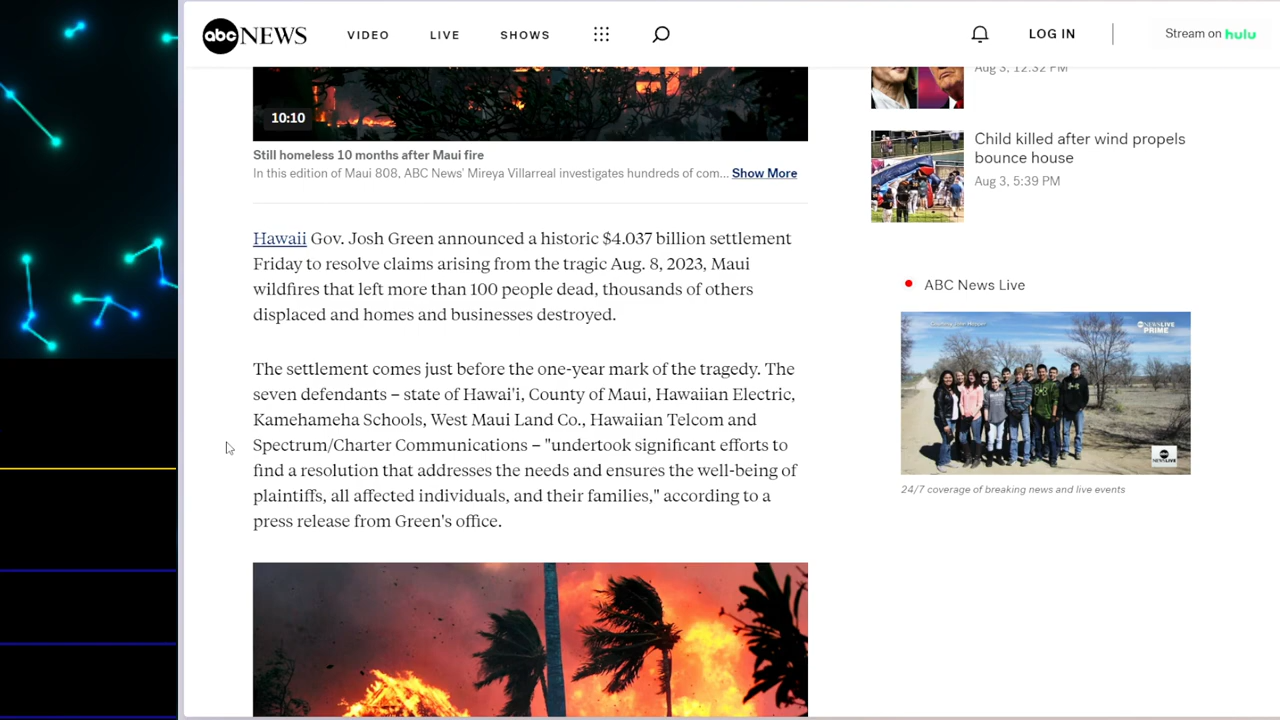 abc NEWS VIDEO LIVE SHOWS LOG IN Stream on hulu
10:10
Still homeless 10 months after Maui fire
In this edition of Maui 808, ABC News' Mireya Villarreal investigates hundreds of com... Show More
Hawaii Gov. Josh Green announced a historic $4.037 billion settlement
Friday to resolve claims arising from the tragic Aug. 8, 2023, Maui
wildfires that left more than 100 people dead, thousands of others
displaced and homes and businesses destroyed.
The settlement comes just before the one-year mark of the tragedy. The
seven defendants – state of Hawai'i, County of Maui, Hawaiian Electric,
Kamehameha Schools, West Maui Land Co., Hawaiian Telcom and
Spectrum/Charter Communications – "undertook significant efforts to
find a resolution that addresses the needs and ensures the well-being of
plaintiffs, all affected individuals, and their families," according to a
press release from Green's office.
Aug 3, 12:32 PM
Child killed after wind propels
bounce house
Aug 3, 5:39 PM
ABC News Live
NEWSLIVE
PRIME
NEWSLIVE
24/7 coverage of breaking news and live events